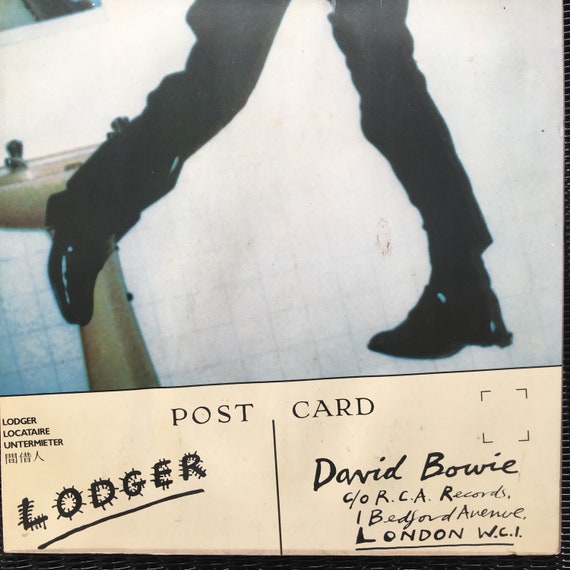 POST CARD
LODGER
LOCATAIRE
UNTERMIETER
間借人
LODGER
David Bowie
C/O R.C.A. Records,
1 Bedford Avenue,
LONDON W.C.1.